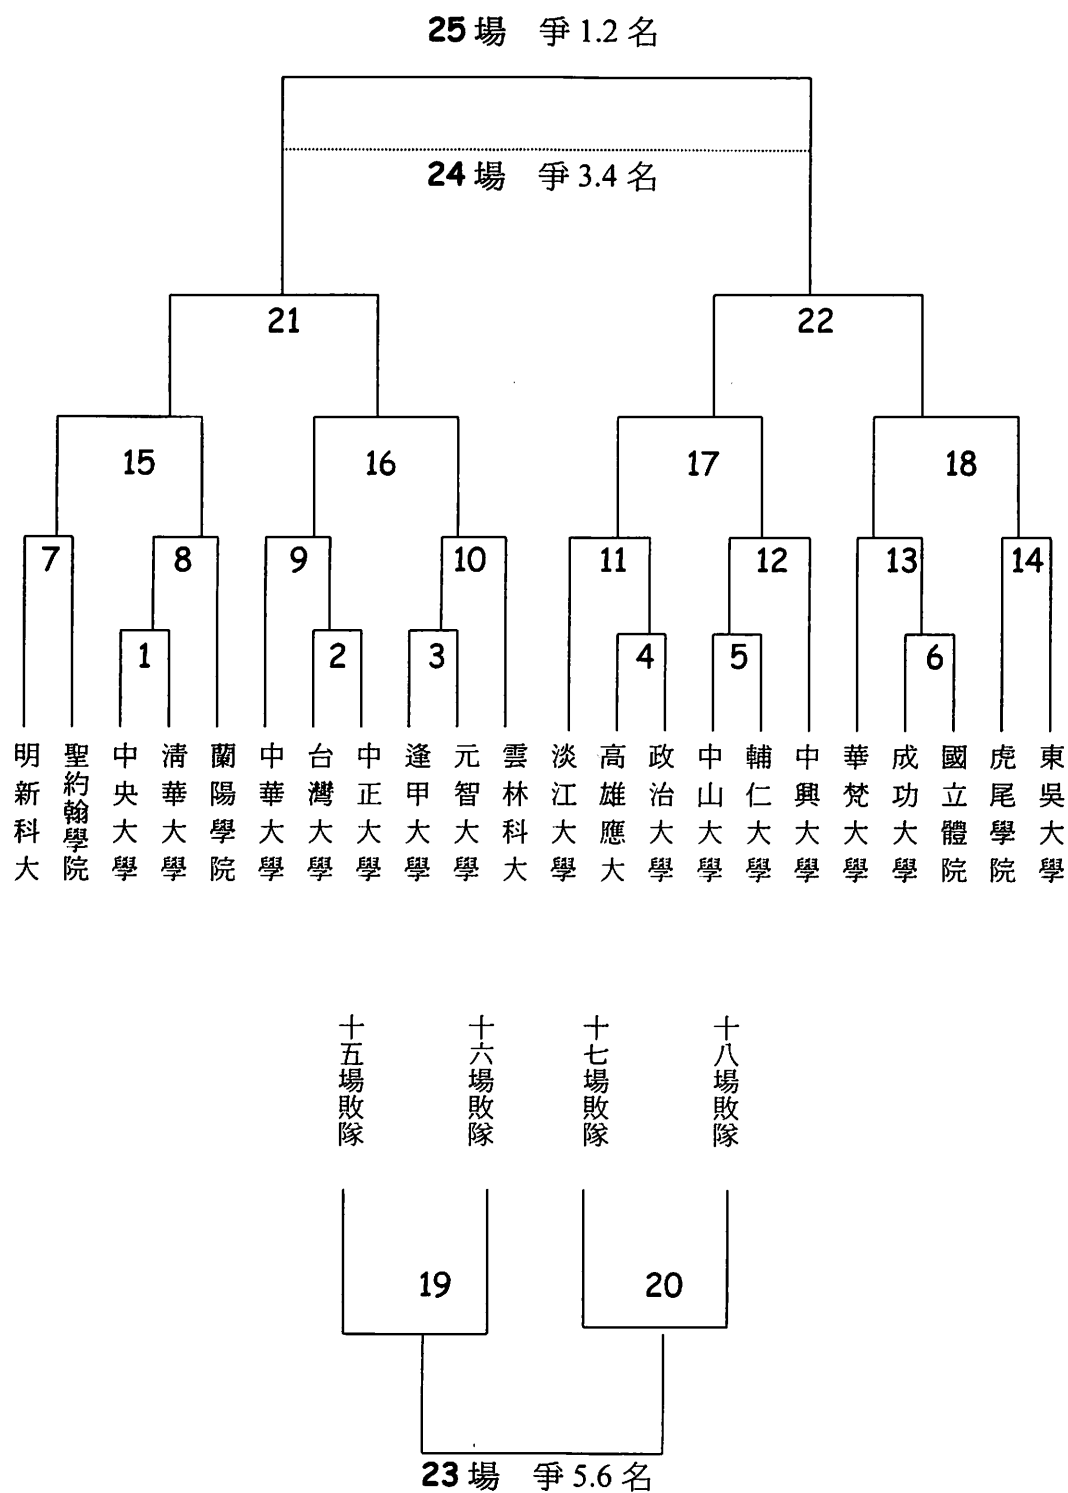 25場 爭1.2名
24場 爭3.4名
21
22
15
16
17
18
7
8
9
10
11
12
13
14
1
2
3
4
5
6
明新科大
聖約翰學院
中央大學
清華大學
蘭陽學院
中華大學
台灣大學
中正大學
逢甲大學
元智大學
雲林科大
淡江大學
高雄應大
政治大學
中山大學
輔仁大學
中興大學
華梵大學
成功大學
國立體院
虎尾學院
東吳大學
十五場敗隊
十六場敗隊
十七場敗隊
十八場敗隊
19
20
23場 爭5.6名